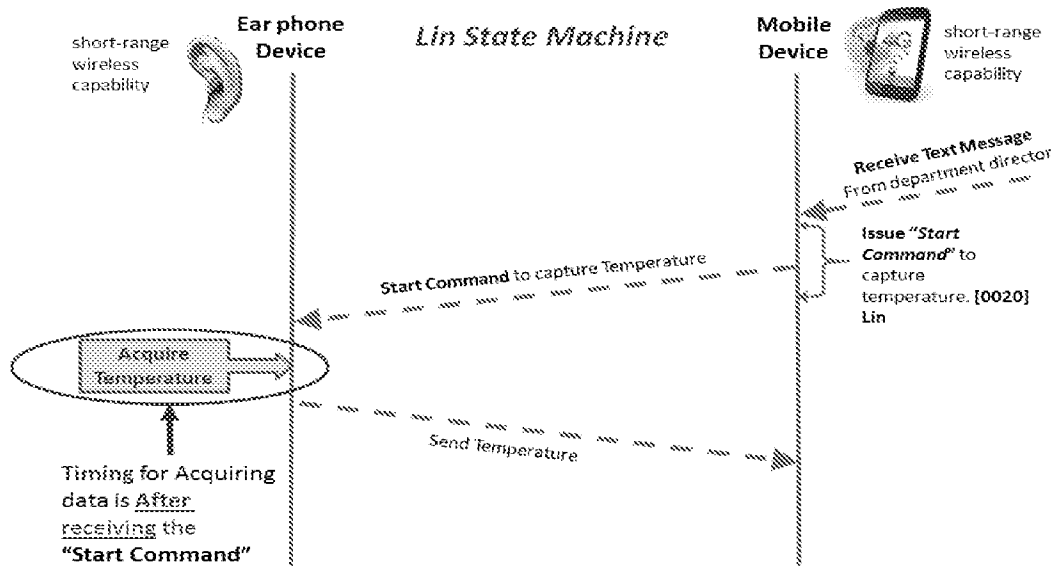 Lin State Machine
short-range
wireless
capability
Ear phone
Device
Mobile
Device
short-range
wireless
capability
Receive Text Message
From department director
Issue "Start
Command" to
capture
temperature. [0020]
Lin
Start Command to capture Temperature
Acquire
Temperature
Send Temperature
Timing for Acquiring
data is After
receiving the
"Start Command"